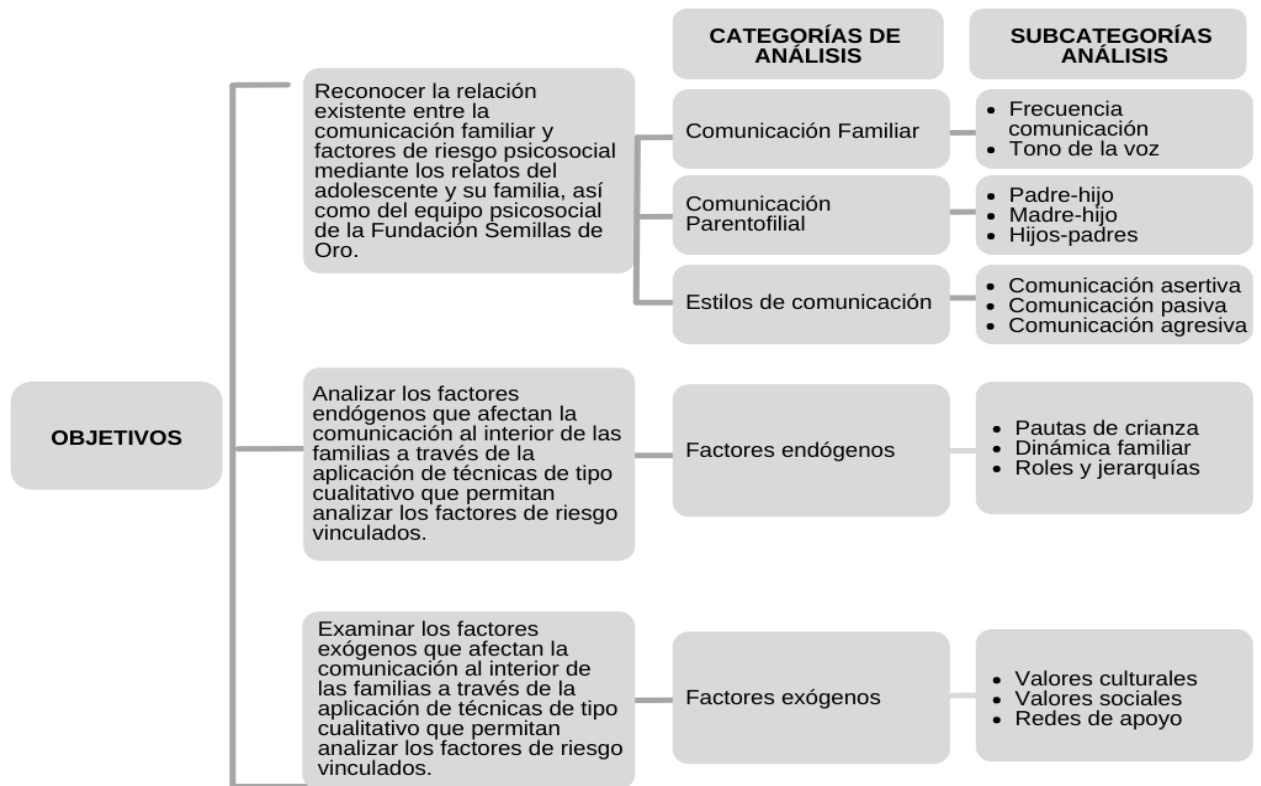 CATEGORÍAS DE
ANÁLISIS
SUBCATEGORÍAS
ANÁLISIS
OBJETIVOS
Reconocer la relación
existente entre la
comunicación familiar y
factores de riesgo psicosocial
mediante los relatos del
adolescente y su familia, así
como del equipo psicosocial
de la Fundación Semillas de
Oro.
Comunicación Familiar
• Frecuencia
comunicación
• Tono de la voz
Comunicación
Parentofilial
• Padre-hijo
• Madre-hijo
• Hijos-padres
Estilos de comunicación
• Comunicación asertiva
• Comunicación pasiva
• Comunicación agresiva
Analizar los factores
endógenos que afectan la
comunicación al interior de las
familias a través de la
aplicación de técnicas de tipo
cualitativo que permitan
analizar los factores de riesgo
vinculados.
Factores endógenos
• Pautas de crianza
• Dinámica familiar
• Roles y jerarquías
Examinar los factores
exógenos que afectan la
comunicación al interior de
las familias a través de la
aplicación de técnicas de tipo
cualitativo que permitan
analizar los factores de riesgo
vinculados.
Factores exógenos
• Valores culturales
• Valores sociales
• Redes de apoyo